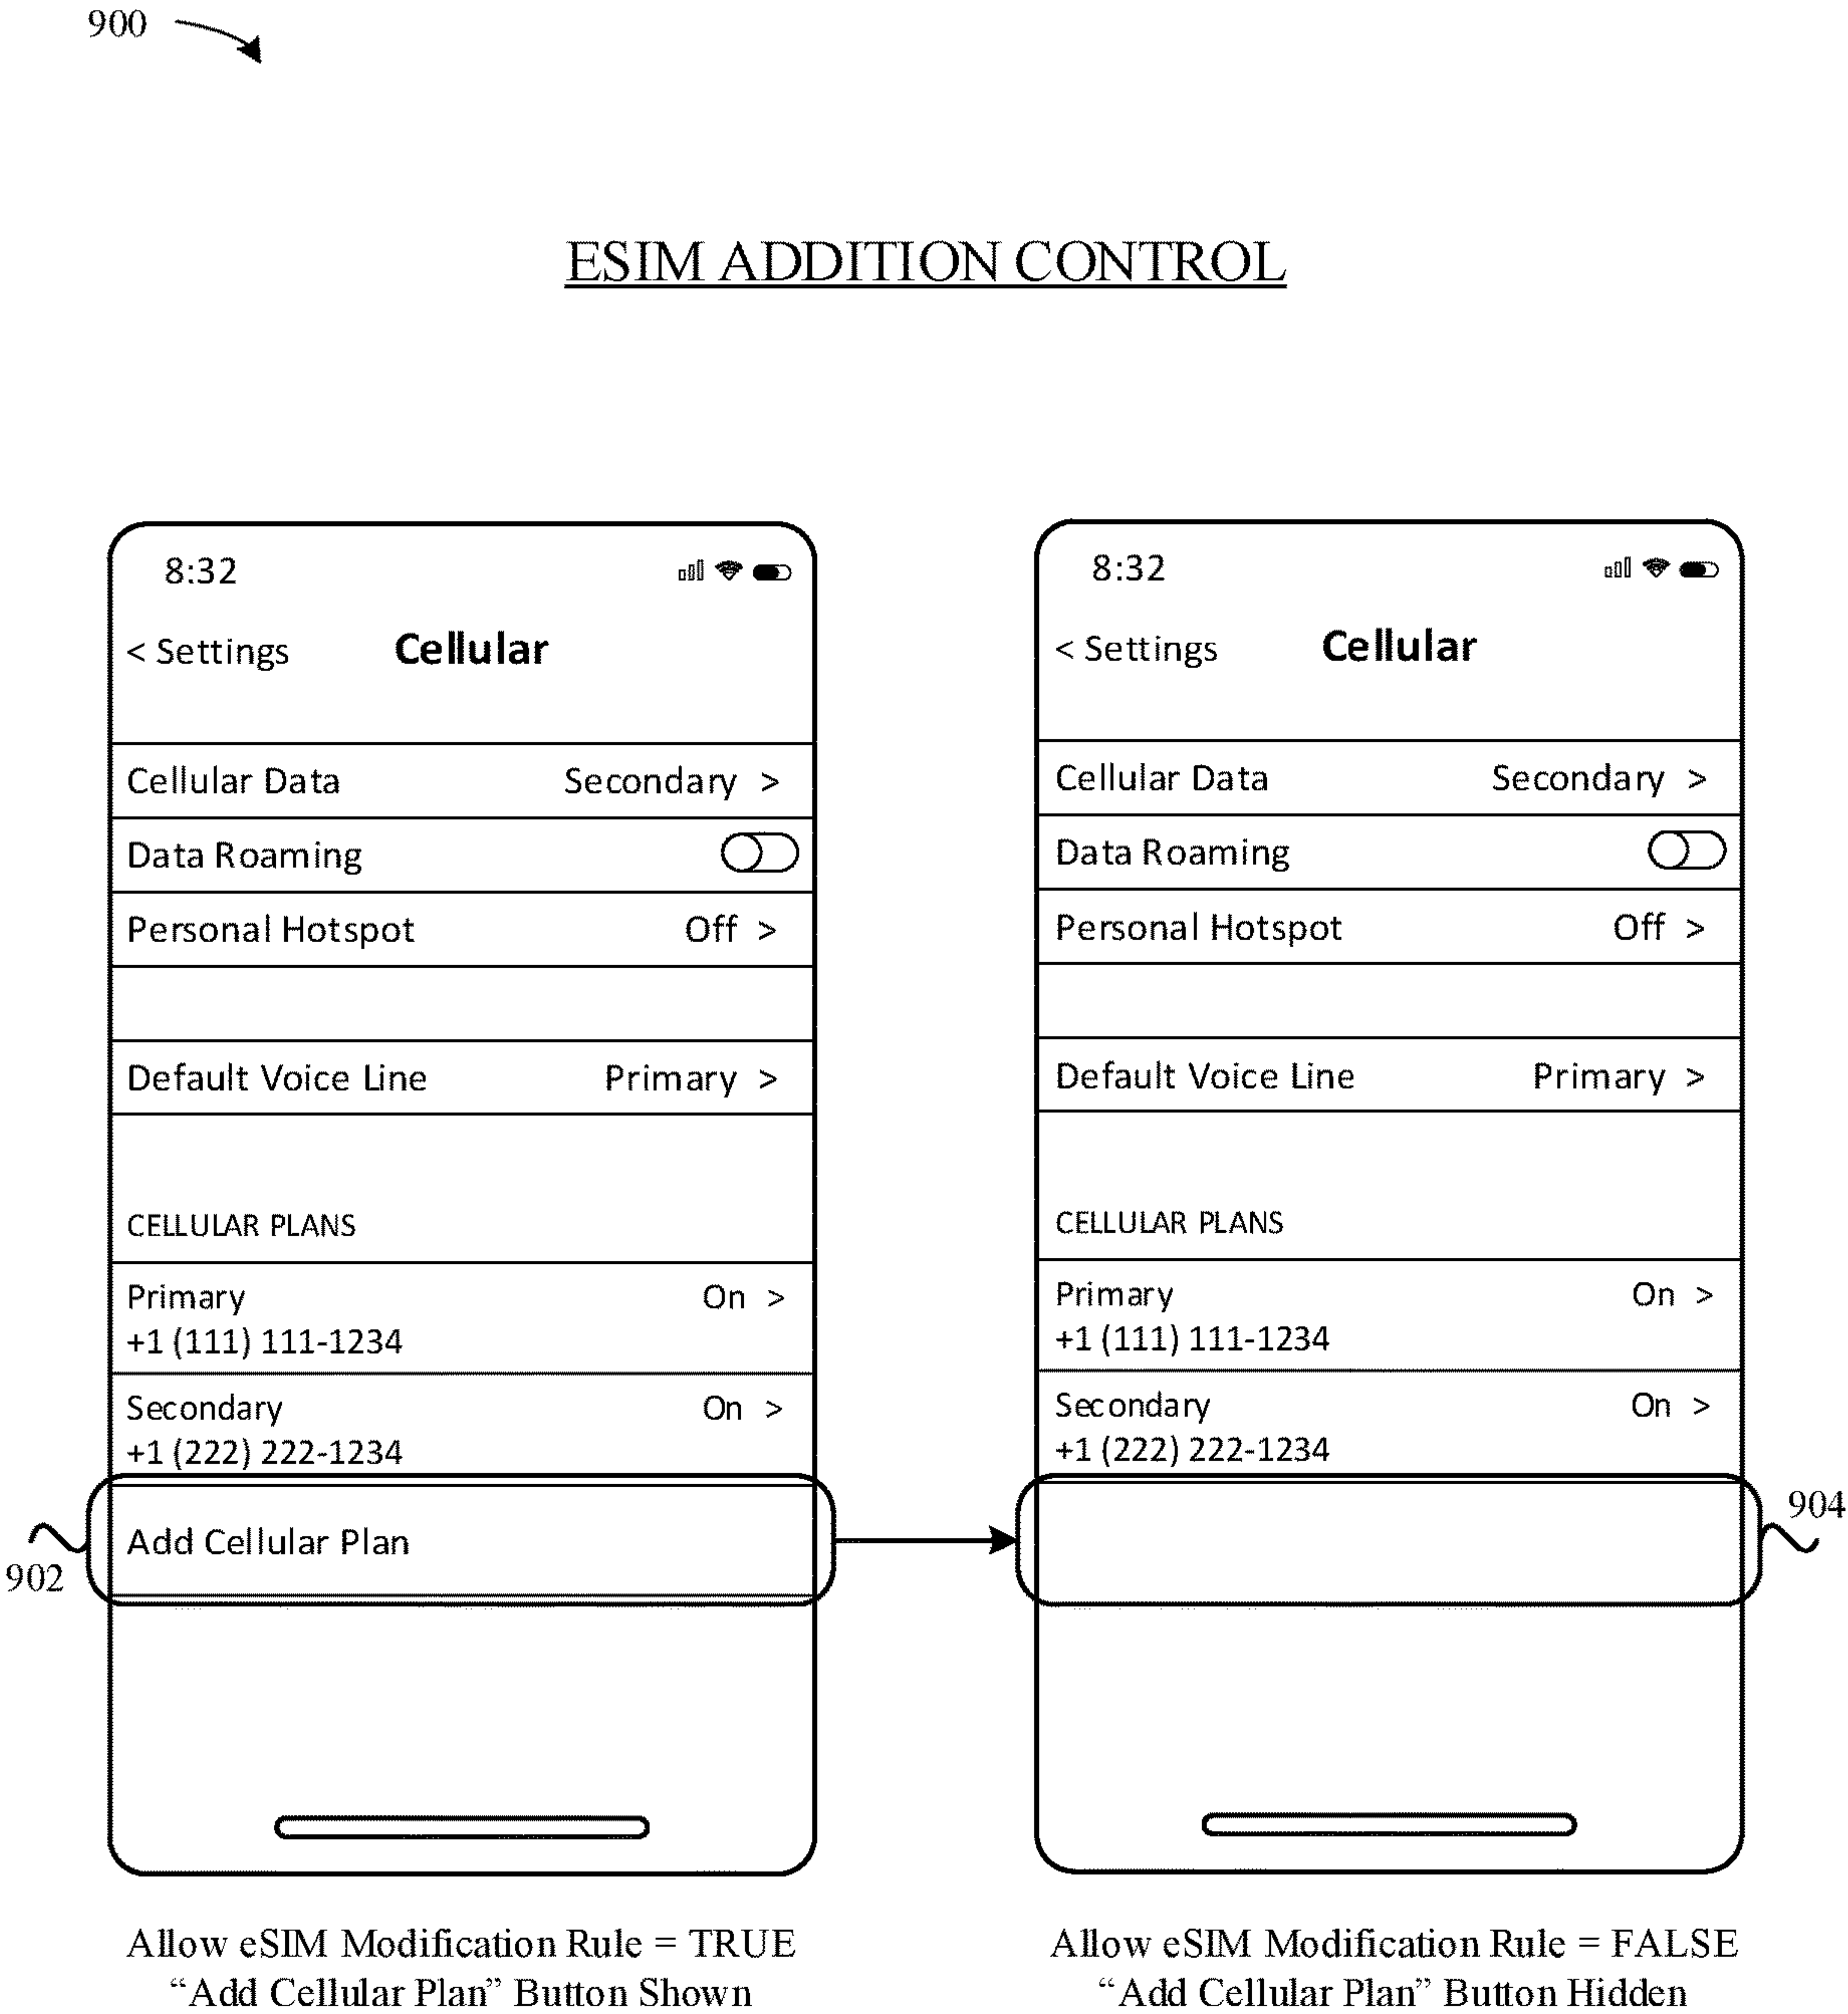 900
ESIM ADDITION CONTROL
8:32
< Settings Cellular
Cellular Data Secondary >
Data Roaming
Personal Hotspot Off >
Default Voice Line Primary >
CELLULAR PLANS
Primary On >
+1 (111) 111-1234
Secondary On >
+1 (222) 222-1234
Add Cellular Plan
902
Allow eSIM Modification Rule = TRUE
“Add Cellular Plan” Button Shown
8:32
< Settings Cellular
Cellular Data Secondary >
Data Roaming
Personal Hotspot Off >
Default Voice Line Primary >
CELLULAR PLANS
Primary On >
+1 (111) 111-1234
Secondary On >
+1 (222) 222-1234
904
Allow eSIM Modification Rule = FALSE
“Add Cellular Plan” Button Hidden